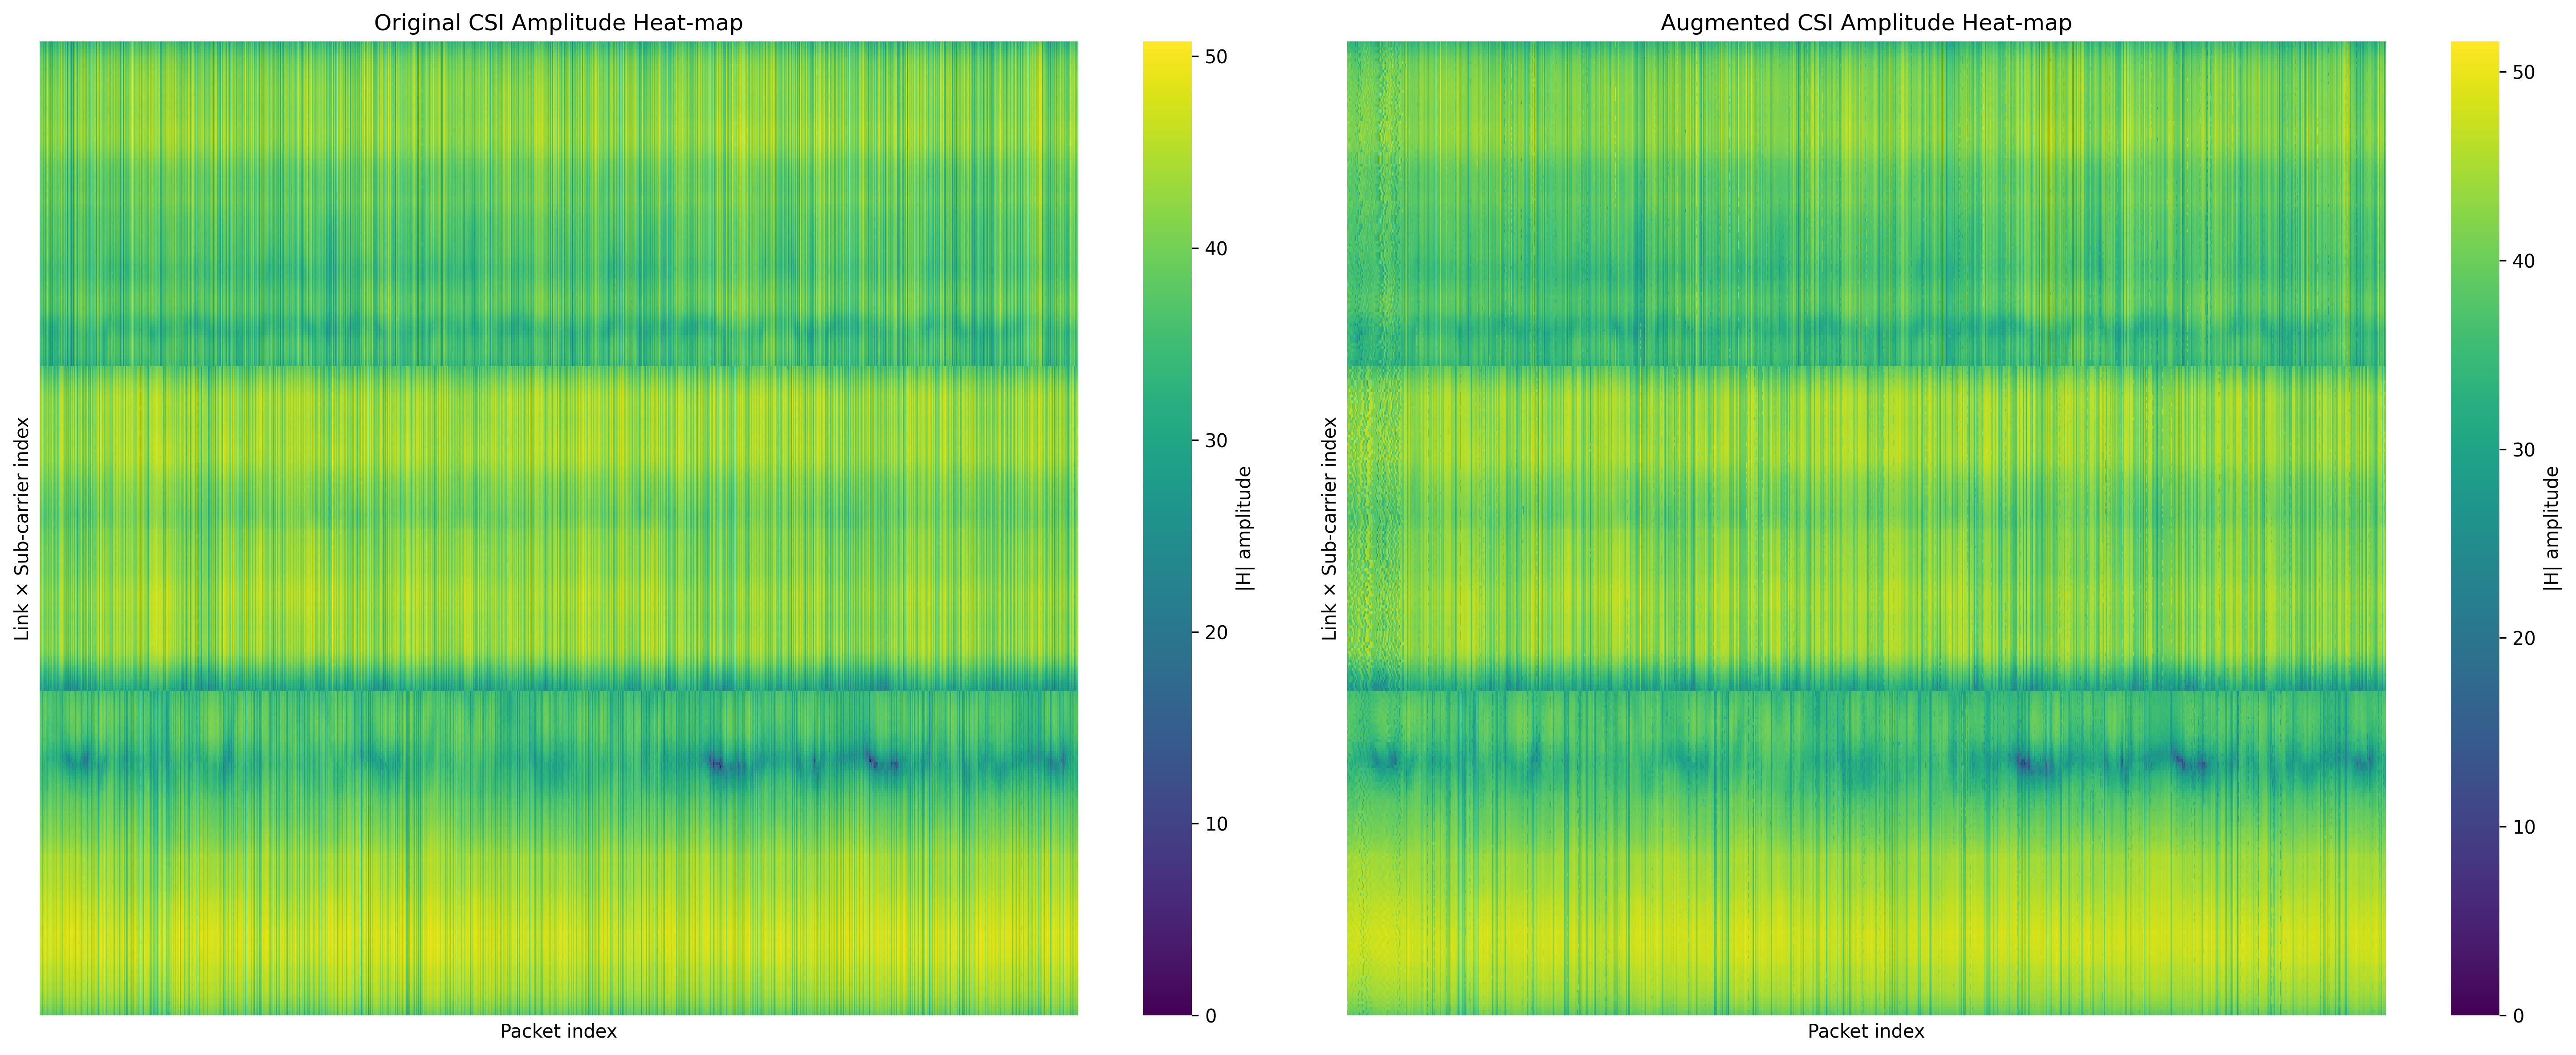 Original CSI Amplitude Heat-map
Link × Sub-carrier index
Packet index
50
40
30
20
10
0
|H| amplitude
Augmented CSI Amplitude Heat-map
Link × Sub-carrier index
Packet index
50
40
30
20
10
0
|H| amplitude